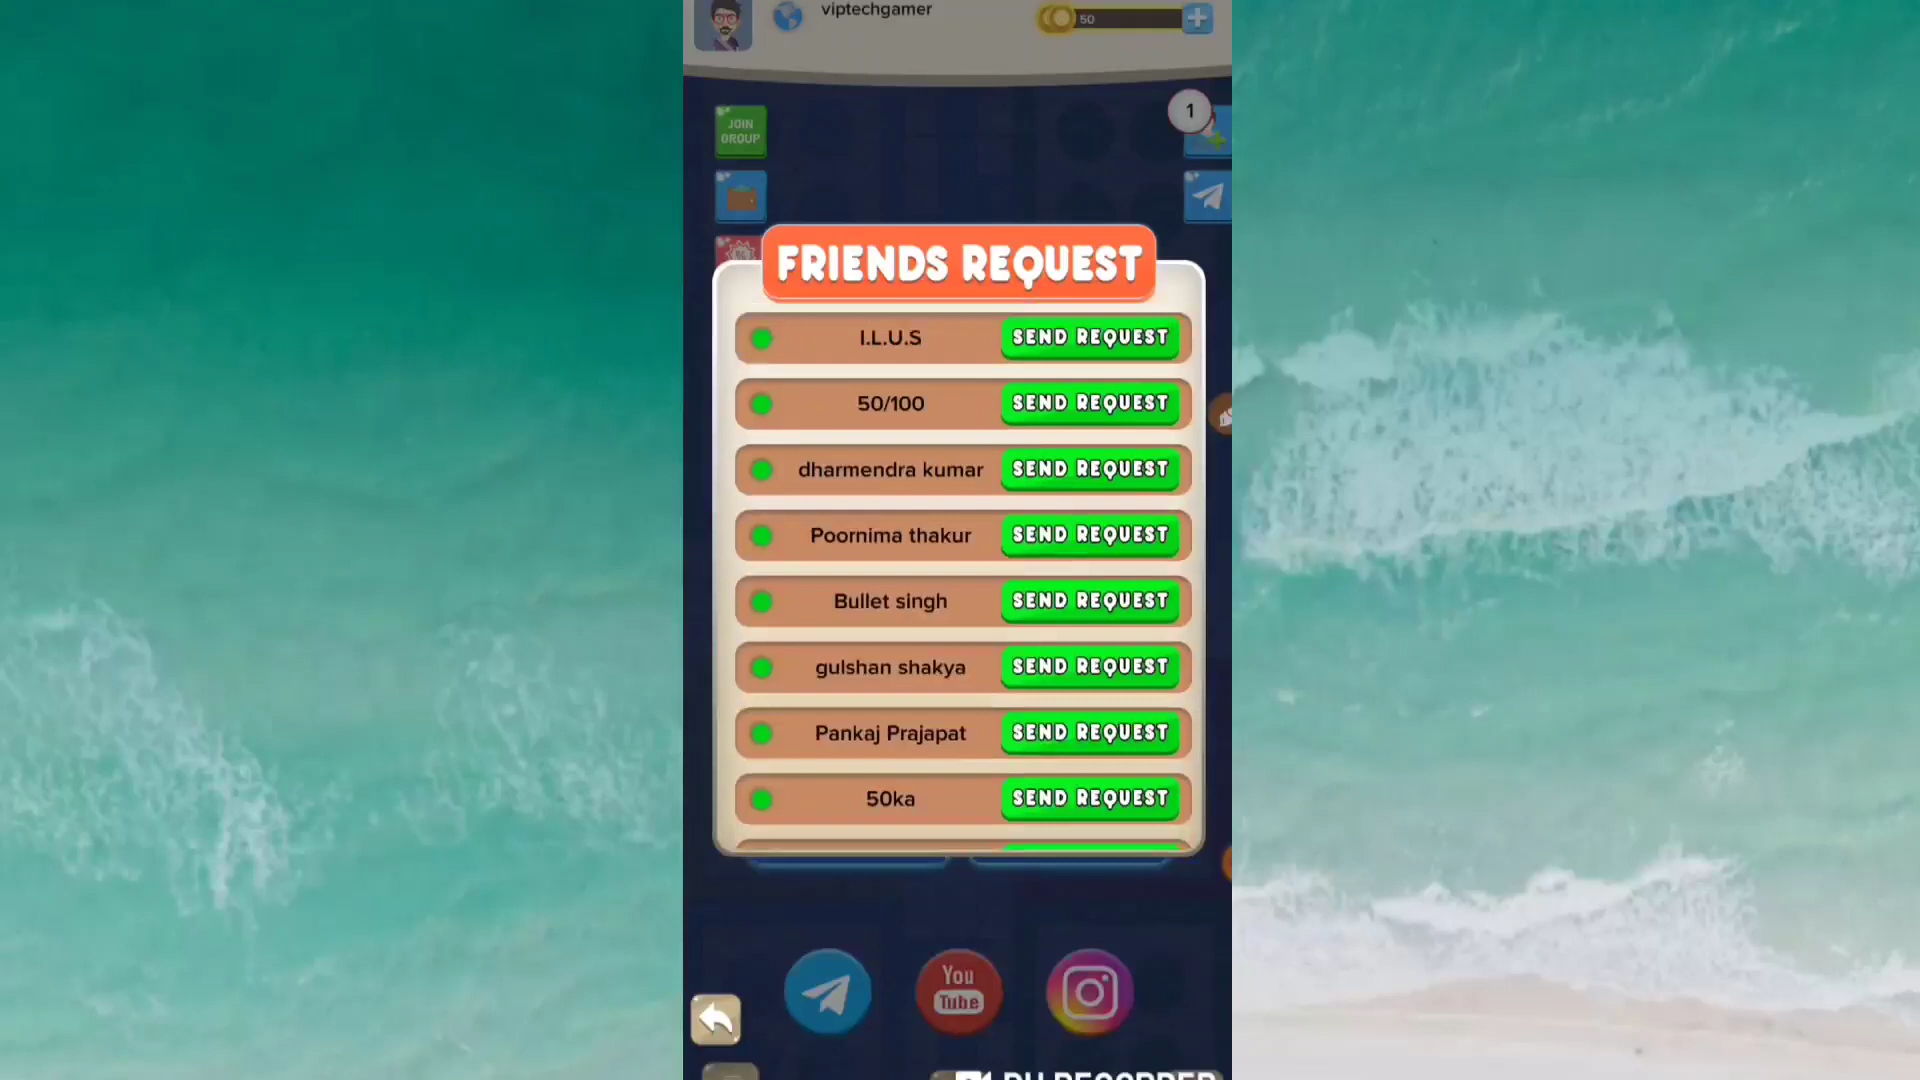 viptechgamer
50
JOIN
GROUP
1
FRIENDS REQUEST
I.L.U.S SEND REQUEST
50/100 SEND REQUEST
dharmendra kumar SEND REQUEST
Poornima thakur SEND REQUEST
Bullet singh SEND REQUEST
gulshan shakya SEND REQUEST
Pankaj Prajapat SEND REQUEST
50ka SEND REQUEST
You
Tube
DU RECORDER